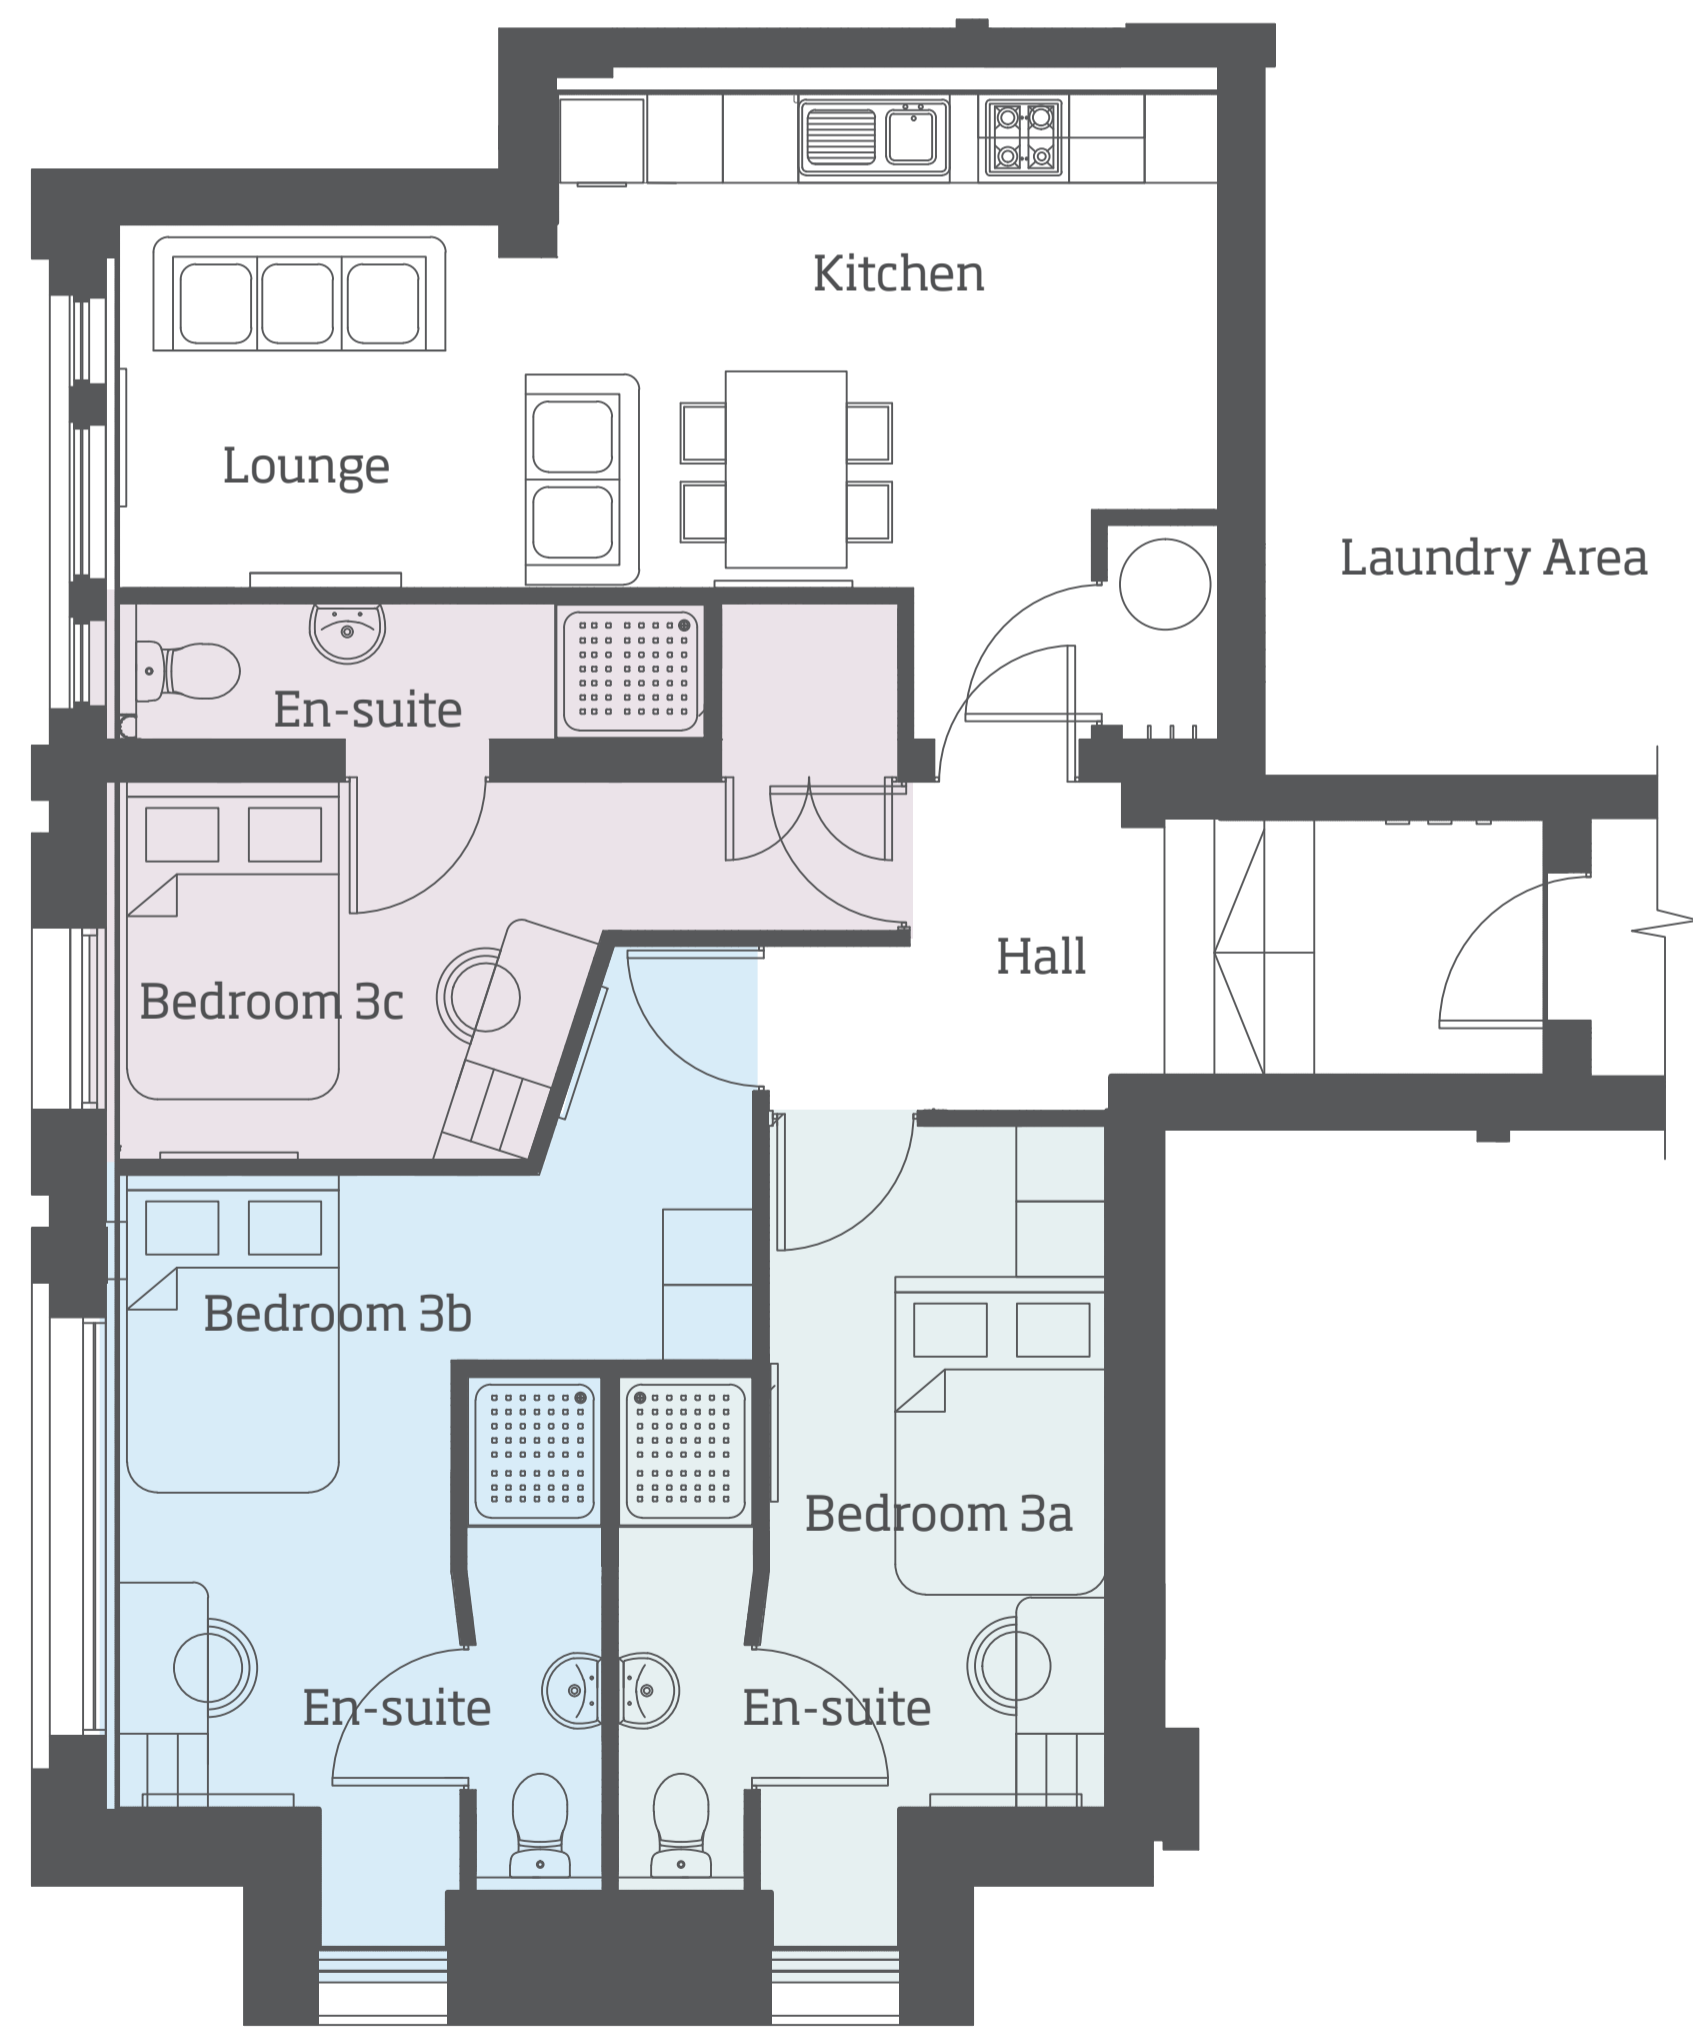 Kitchen
Lounge
Laundry Area
En-suite
Hall
Bedroom 3c
Bedroom 3b
Bedroom 3a
En-suite
En-suite